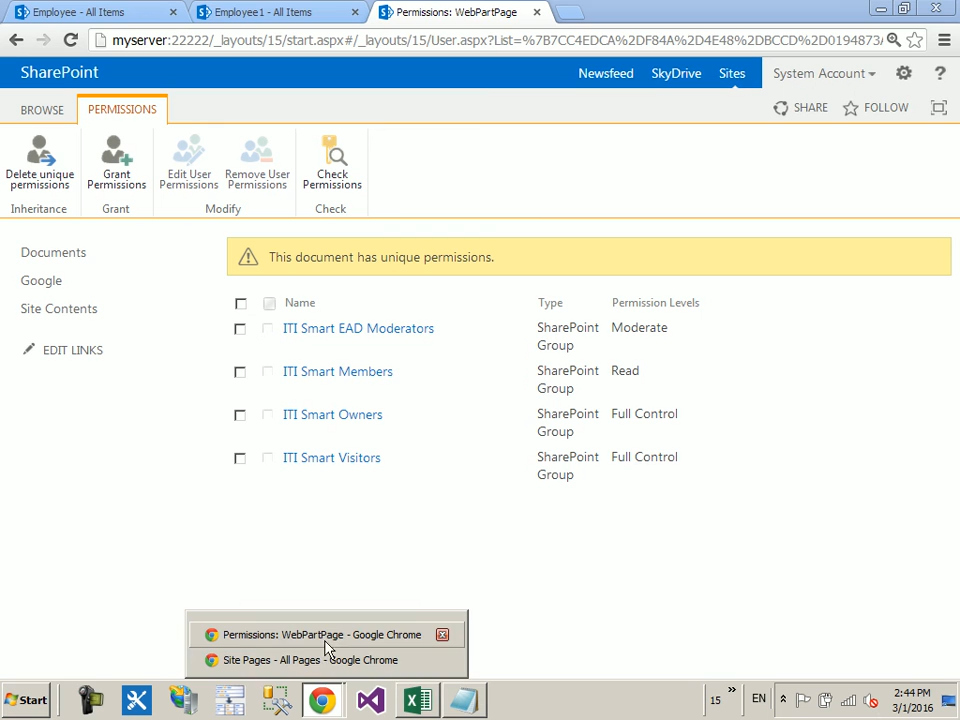 Employee - All Items
Employee1 - All Items
Permissions: WebPartPage
myserver:22222/_layouts/15/start.aspx#/_layouts/15/User.aspx?List=%7B7CC4EDCA%2DF84A%2D4E48%2DBCCD%2D0194873
SharePoint
Newsfeed
SkyDrive
Sites
System Account
?
BROWSE
PERMISSIONS
SHARE
FOLLOW
Delete unique permissions
Grant Permissions
Edit User Permissions
Remove User Permissions
Check Permissions
Inheritance
Grant
Modify
Check
Documents
Google
Site Contents
EDIT LINKS
This document has unique permissions.
Name
Type
Permission Levels
ITI Smart EAD Moderators
SharePoint Group
Moderate
ITI Smart Members
SharePoint Group
Read
ITI Smart Owners
SharePoint Group
Full Control
ITI Smart Visitors
SharePoint Group
Full Control
Permissions: WebPartPage - Google Chrome
Site Pages - All Pages - Google Chrome
Start
15
EN
2:44 PM
3/1/2016